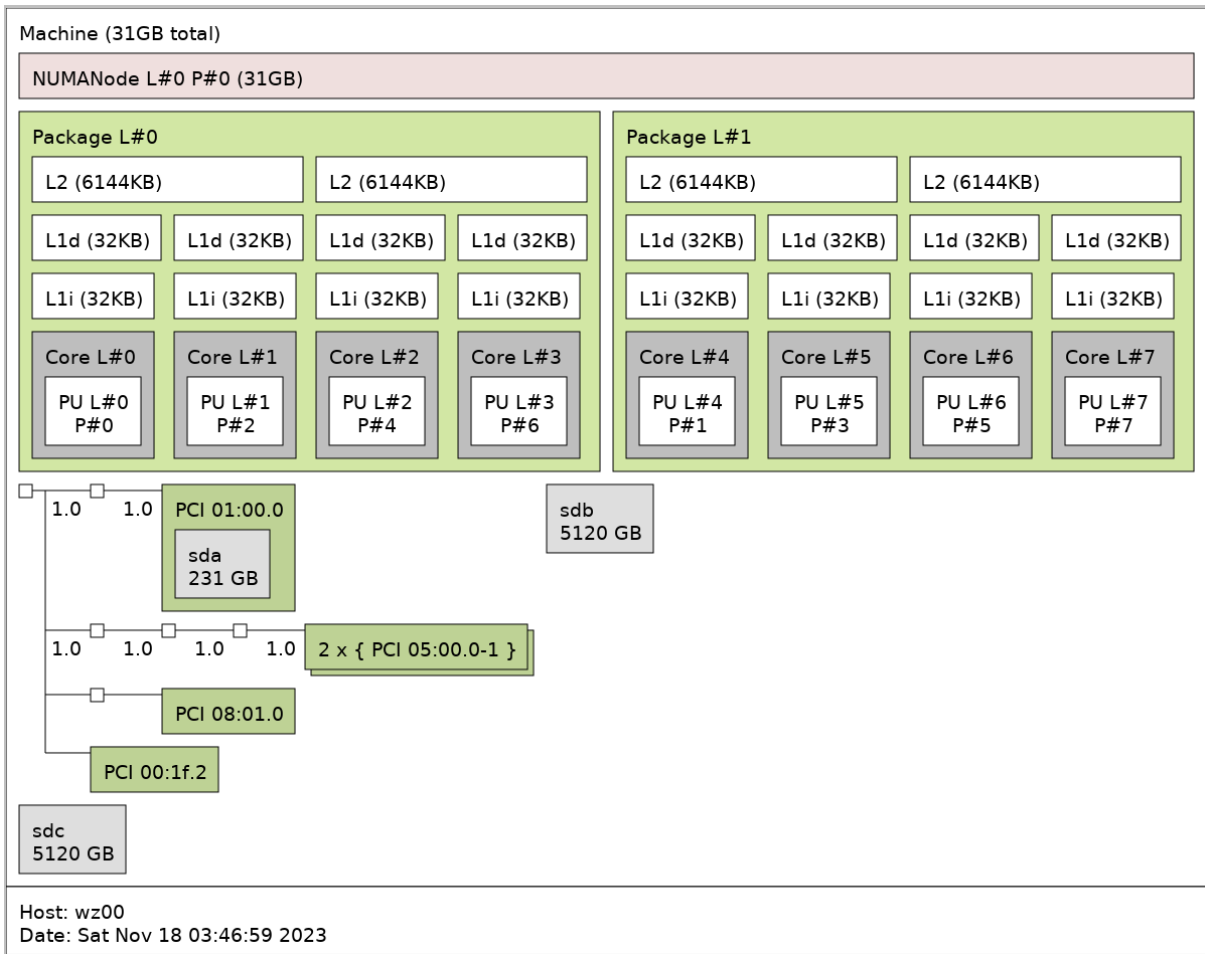 Machine (31GB total)
NUMANode L#0 P#0 (31GB)
Package L#0
L2 (6144KB) L2 (6144KB)
L1d (32KB) L1d (32KB) L1d (32KB) L1d (32KB)
L1i (32KB) L1i (32KB) L1i (32KB) L1i (32KB)
Core L#0 Core L#1 Core L#2 Core L#3
PU L#0 PU L#1 PU L#2 PU L#3
P#0 P#2 P#4 P#6
Package L#1
L2 (6144KB) L2 (6144KB)
L1d (32KB) L1d (32KB) L1d (32KB) L1d (32KB)
L1i (32KB) L1i (32KB) L1i (32KB) L1i (32KB)
Core L#4 Core L#5 Core L#6 Core L#7
PU L#4 PU L#5 PU L#6 PU L#7
P#1 P#3 P#5 P#7
1.0 1.0 PCI 01:00.0
sda
231 GB
sdb
5120 GB
1.0 1.0 1.0 1.0 2 x { PCI 05:00.0-1 }
PCI 08:01.0
PCI 00:1f.2
sdc
5120 GB
Host: wz00
Date: Sat Nov 18 03:46:59 2023